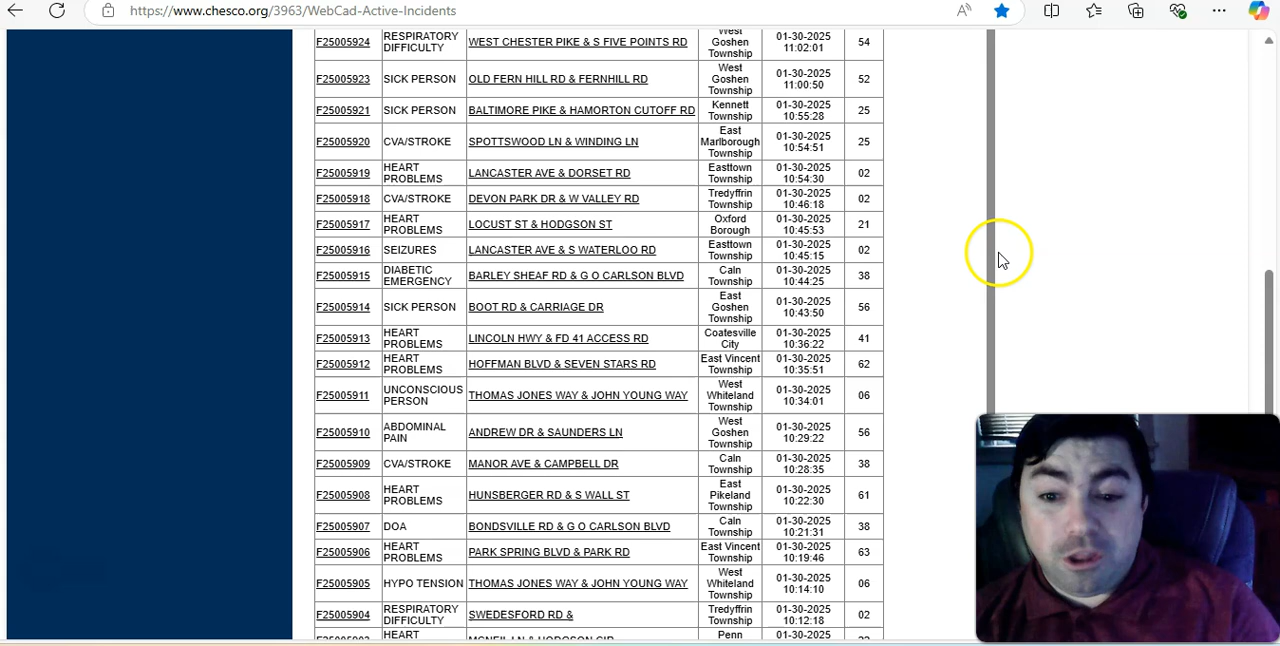 https://www.chesco.org/3963/WebCad-Active-Incidents
F25005924 RESPIRATORY DIFFICULTY WEST CHESTER PIKE & S FIVE POINTS RD West Goshen Township 01-30-2025 11:02:01 54
F25005923 SICK PERSON OLD FERN HILL RD & FERNHILL RD West Goshen Township 01-30-2025 11:00:50 52
F25005921 SICK PERSON BALTIMORE PIKE & HAMORTON CUTOFF RD Kennett Township 01-30-2025 10:55:28 25
F25005920 CVA/STROKE SPOTTSWOOD LN & WINDING LN East Marlborough Township 01-30-2025 10:54:51 25
F25005919 HEART PROBLEMS LANCASTER AVE & DORSET RD Easttown Township 01-30-2025 10:54:30 02
F25005918 CVA/STROKE DEVON PARK DR & W VALLEY RD Tredyffrin Township 01-30-2025 10:46:18 02
F25005917 HEART PROBLEMS LOCUST ST & HODGSON ST Oxford Borough 01-30-2025 10:45:53 21
F25005916 SEIZURES LANCASTER AVE & S WATERLOO RD Easttown Township 01-30-2025 10:45:15 02
F25005915 DIABETIC EMERGENCY BARLEY SHEAF RD & G O CARLSON BLVD Caln Township 01-30-2025 10:44:25 38
F25005914 SICK PERSON BOOT RD & CARRIAGE DR East Goshen Township 01-30-2025 10:43:50 56
F25005913 HEART PROBLEMS LINCOLN HWY & FD 41 ACCESS RD Coatesville City 01-30-2025 10:36:22 41
F25005912 HEART PROBLEMS HOFFMAN BLVD & SEVEN STARS RD East Vincent Township 01-30-2025 10:35:51 62
F25005911 UNCONSCIOUS PERSON THOMAS JONES WAY & JOHN YOUNG WAY West Whiteland Township 01-30-2025 10:34:01 06
F25005910 ABDOMINAL PAIN ANDREW DR & SAUNDERS LN West Goshen Township 01-30-2025 10:29:22 56
F25005909 CVA/STROKE MANOR AVE & CAMPBELL DR Caln Township 01-30-2025 10:28:35 38
F25005908 HEART PROBLEMS HUNSBERGER RD & S WALL ST East Pikeland Township 01-30-2025 10:22:30 61
F25005907 DOA BONDSVILLE RD & G O CARLSON BLVD Caln Township 01-30-2025 10:21:31 38
F25005906 HEART PROBLEMS PARK SPRING BLVD & PARK RD East Vincent Township 01-30-2025 10:19:46 63
F25005905 HYPO TENSION THOMAS JONES WAY & JOHN YOUNG WAY West Whiteland Township 01-30-2025 10:14:10 06
F25005904 RESPIRATORY DIFFICULTY SWEDESFORD RD & Tredyffrin Township 01-30-2025 10:12:18 02
HEART Penn 01-30-2025